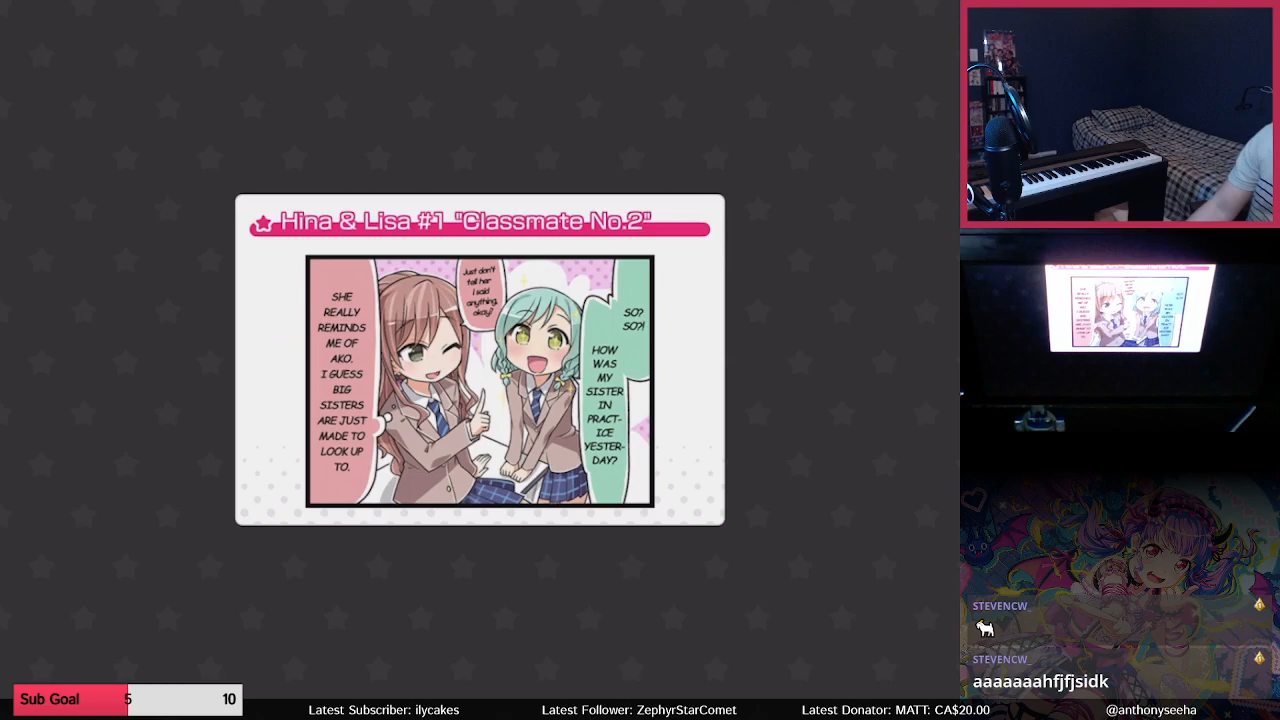 Hina & Lisa #1 "Classmate No.2"
SO?
SO?!
HOW
WAS
MY
SISTER
IN
PRACT-
ICE
YESTER-
DAY?
Just don't
tell her
I said
anything,
okay?
SHE
REALLY
REMINDS
ME OF
AKO.
I GUESS
BIG
SISTERS
ARE JUST
MADE TO
LOOK UP
TO.
STEVENCW_
STEVENCW_
aaaaaaahfjfjsidk
Sub Goal 5 10
Latest Subscriber: ilycakes
Latest Follower: ZephyrStarComet
Latest Donator: MATT: CA$20.00
@anthonyseeha